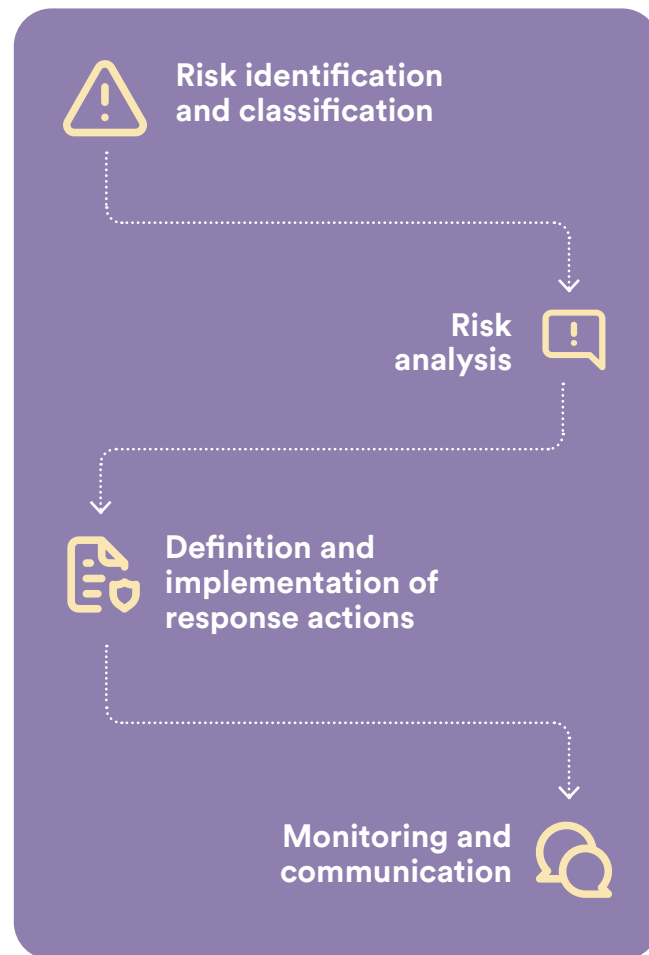 Risk identification
and classification
Risk
analysis
Definition and
implementation of
response actions
Monitoring and
communication